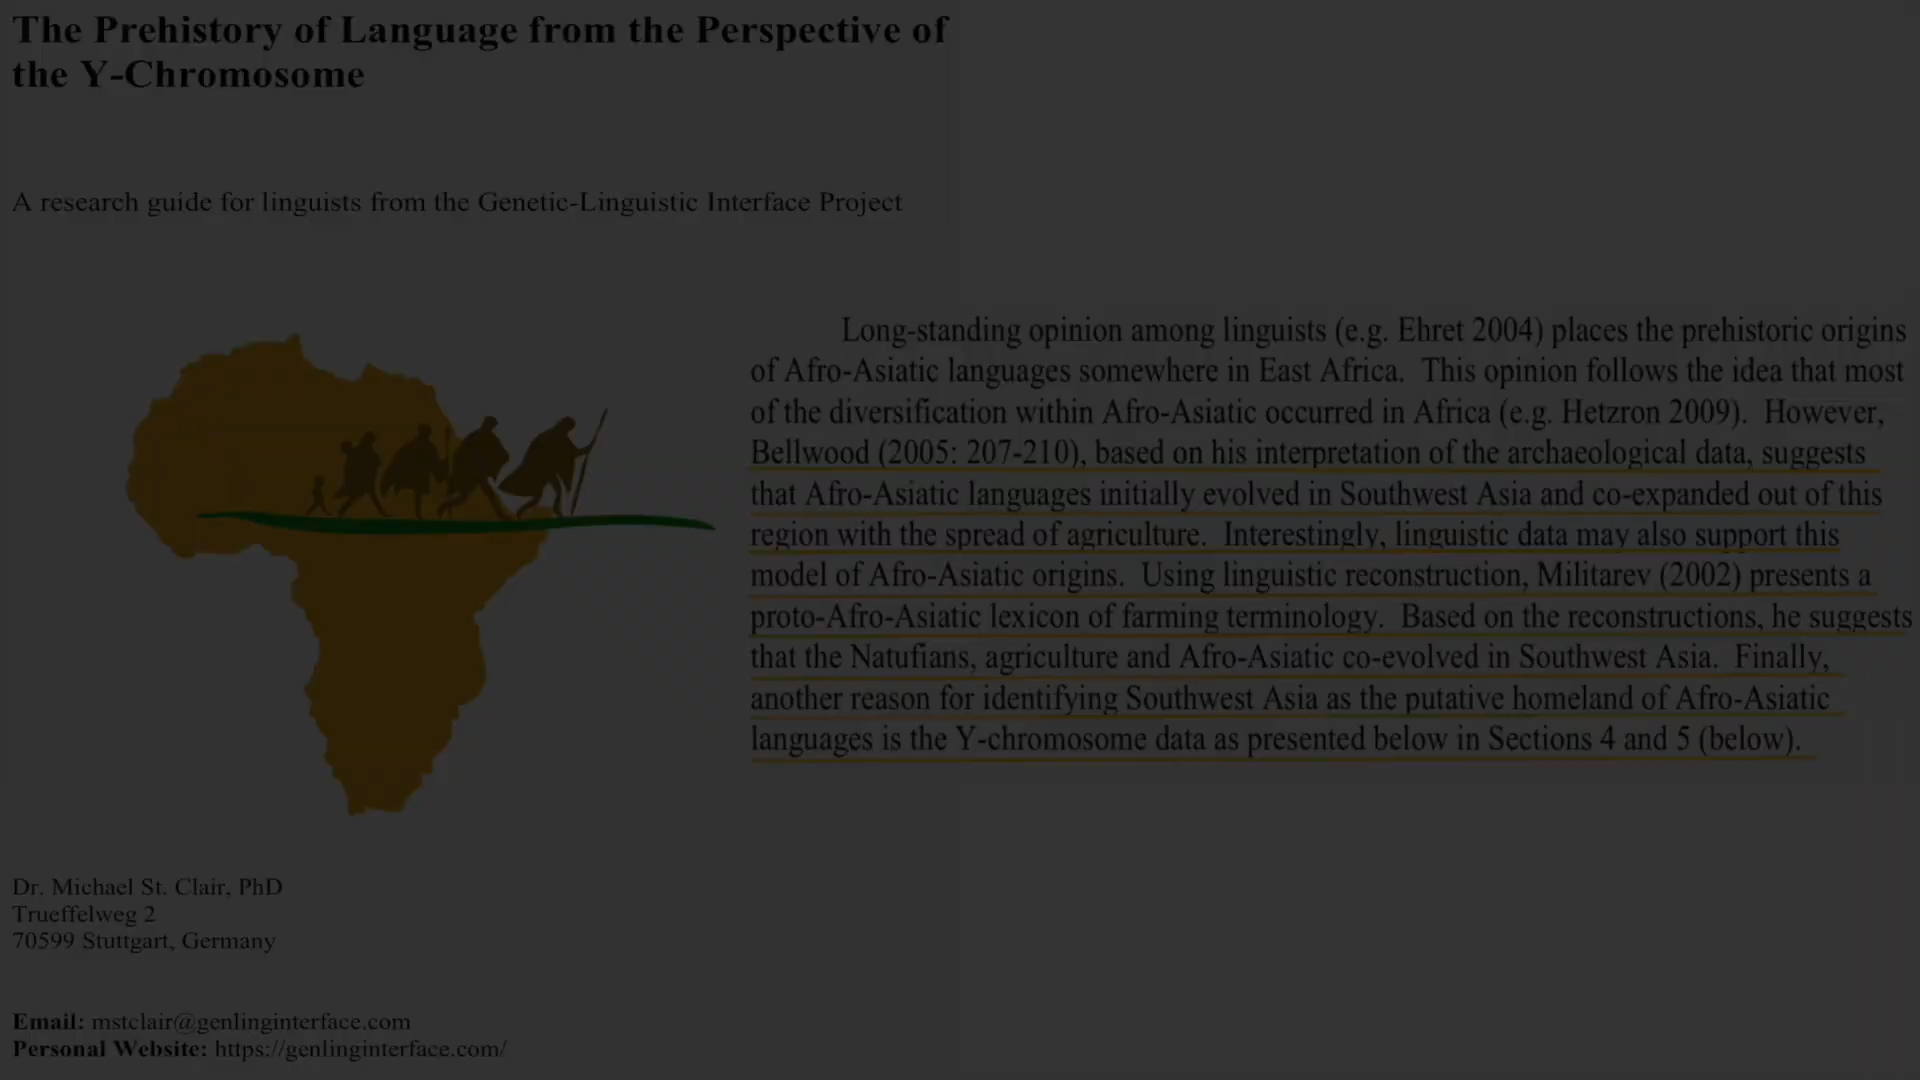 The Prehistory of Language from the Perspective of
the Y-Chromosome
A research guide for linguists from the Genetic-Linguistic Interface Project
Long-standing opinion among linguists (e.g. Ehret 2004) places the prehistoric origins
of Afro-Asiatic languages somewhere in East Africa. This opinion follows the idea that most
of the diversification within Afro-Asiatic occurred in Africa (e.g. Hetzron 2009). However,
Bellwood (2005: 207-210), based on his interpretation of the archaeological data, suggests
that Afro-Asiatic languages initially evolved in Southwest Asia and co-expanded out of this
region with the spread of agriculture. Interestingly, linguistic data may also support this
model of Afro-Asiatic origins. Using linguistic reconstruction, Militarev (2002) presents a
proto-Afro-Asiatic lexicon of farming terminology. Based on the reconstructions, he suggests
that the Natufians, agriculture and Afro-Asiatic co-evolved in Southwest Asia. Finally,
another reason for identifying Southwest Asia as the putative homeland of Afro-Asiatic
languages is the Y-chromosome data as presented below in Sections 4 and 5 (below).
Dr. Michael St. Clair, PhD
Trueffelweg 2
70599 Stuttgart, Germany
Email: mstclair@genlinginterface.com
Personal Website: https://genlinginterface.com/